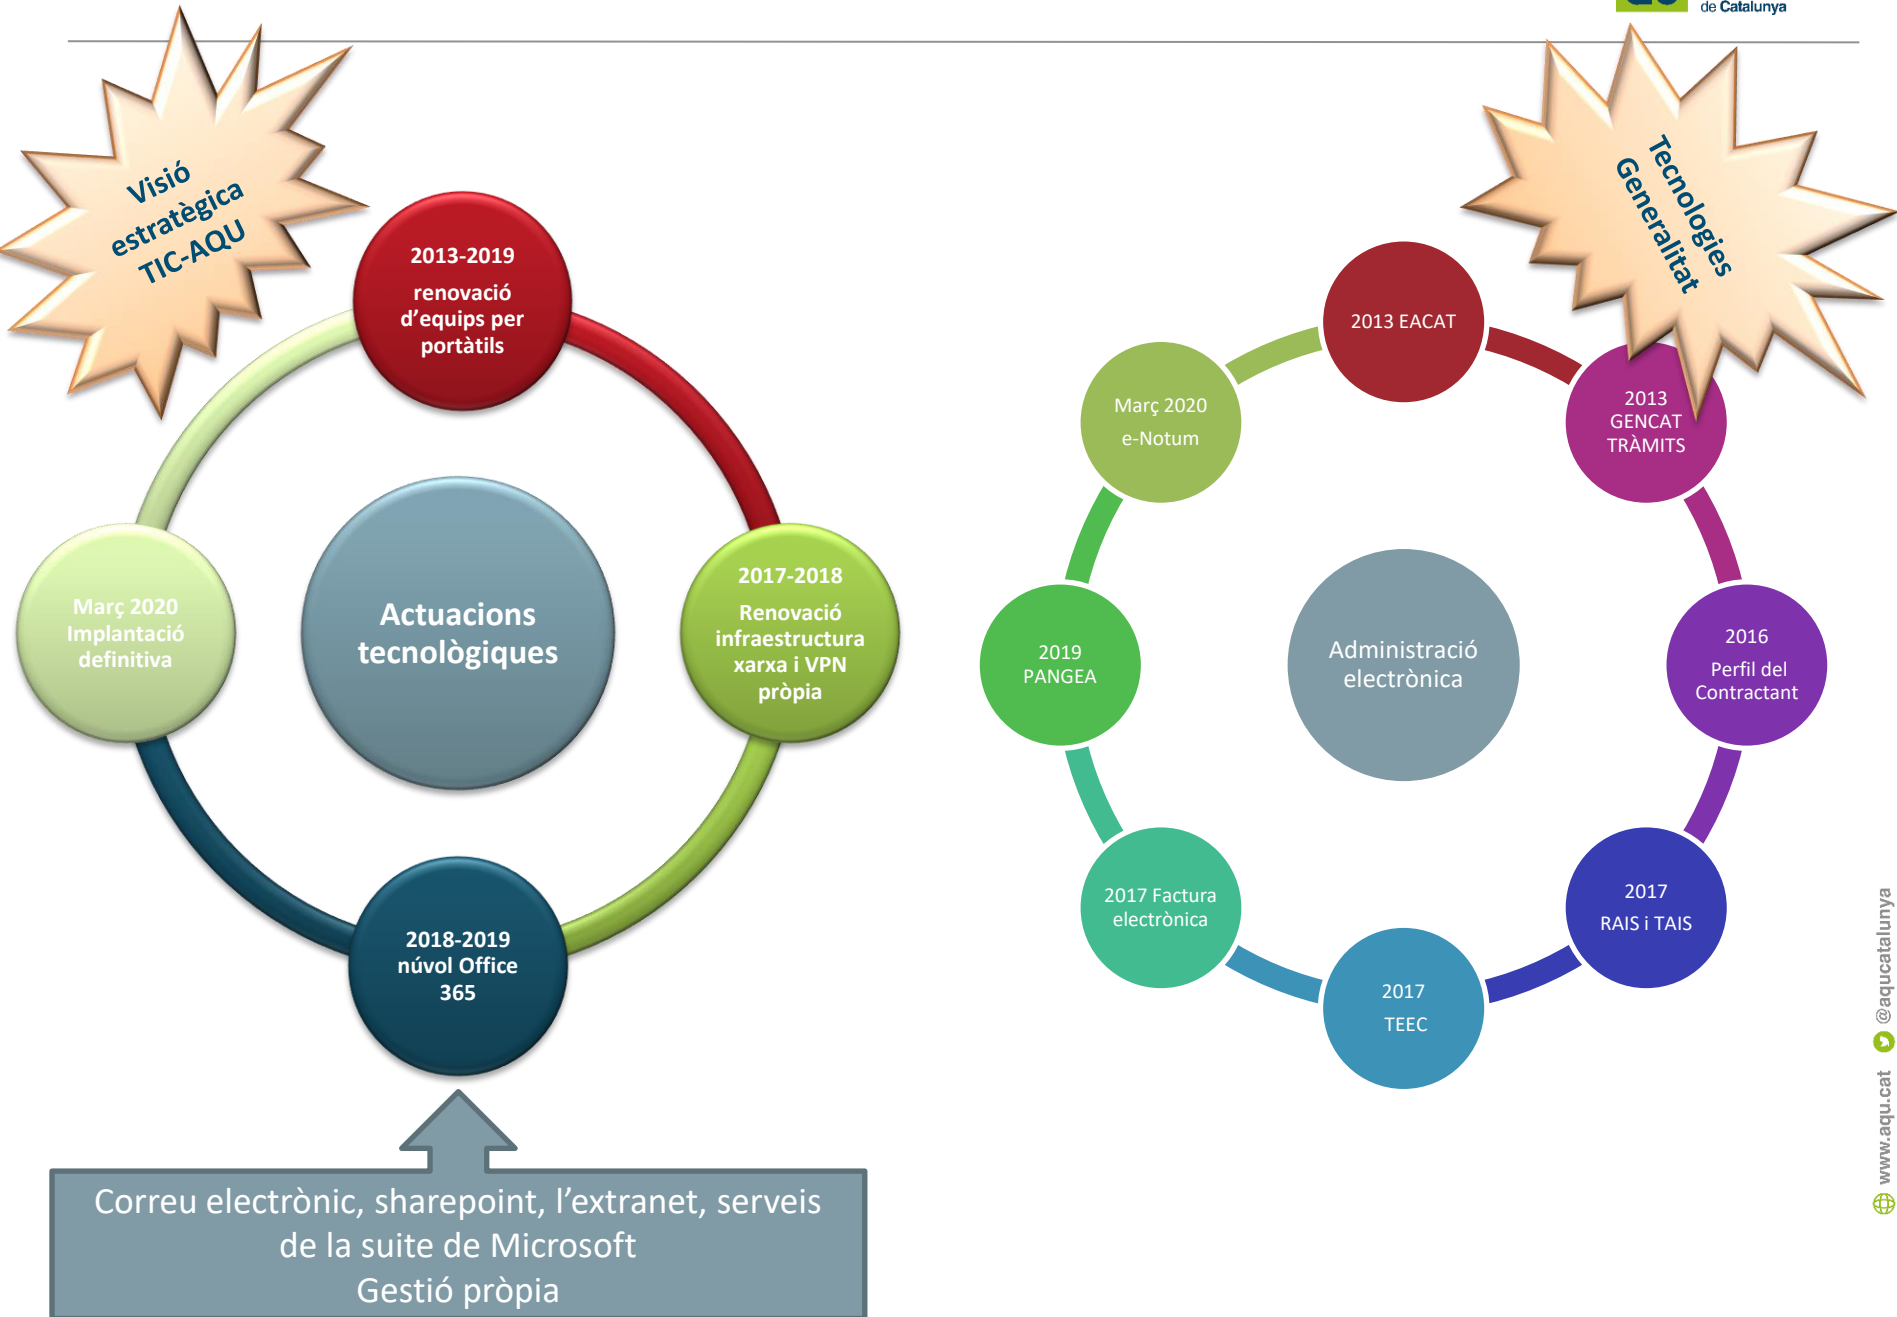 de Catalunya
Visió
estratègica
TIC-AQU
2013-2019
renovació
d'equips per
portàtils
2017-2018
Renovació
infraestructura
xarxa i VPN
pròpia
2018-2019
núvol Office
365
Març 2020
Implantació
definitiva
Actuacions
tecnològiques
Correu electrònic, sharepoint, l'extranet, serveis
de la suite de Microsoft
Gestió pròpia
Tecnologies
Generalitat
2013 EACAT
2013
GENCAT
TRÀMITS
2016
Perfil del
Contractant
2017
RAIS i TAIS
2017
TEEC
2017 Factura
electrònica
2019
PANGEA
Març 2020
e-Notum
Administració
electrònica
www.aqu.cat @aqucatalunya